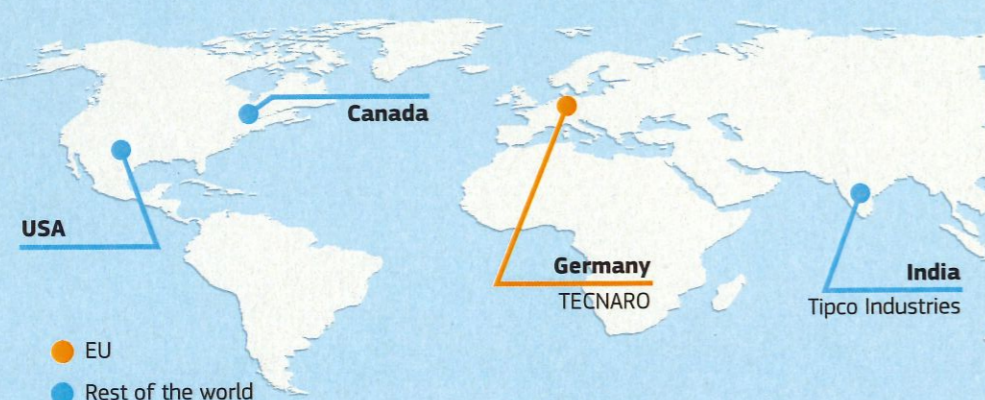 Canada
USA
Germany
TECNARO
India
Tipco Industries
EU
Rest of the world